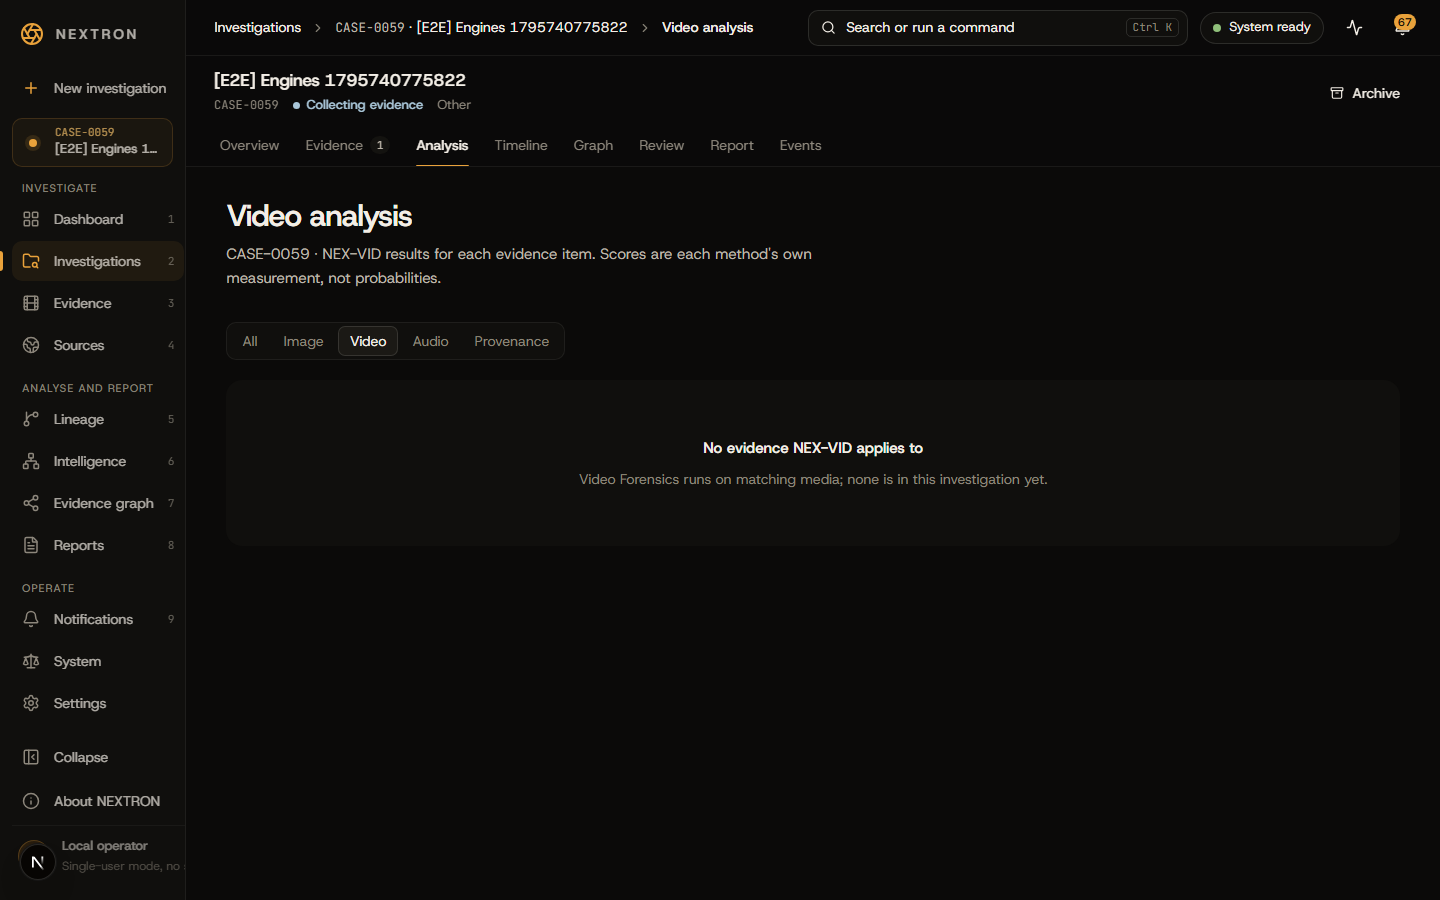 NEXTRON
Investigations
CASE-0059 · [E2E] Engines 1795740775822
Video analysis
Search or run a command
Ctrl K
System ready
67
New investigation
CASE-0059
[E2E] Engines 1...
INVESTIGATE
Dashboard 1
Investigations 2
Evidence 3
Sources 4
ANALYSE AND REPORT
Lineage 5
Intelligence 6
Evidence graph 7
Reports 8
OPERATE
Notifications 9
System
Settings
Collapse
About NEXTRON
Local operator
Single-user mode, no
N
[E2E] Engines 1795740775822
CASE-0059 Collecting evidence Other
Archive
Overview Evidence 1 Analysis Timeline Graph Review Report Events
Video analysis
CASE-0059 · NEX-VID results for each evidence item. Scores are each method's own
measurement, not probabilities.
All Image Video Audio Provenance
No evidence NEX-VID applies to
Video Forensics runs on matching media; none is in this investigation yet.